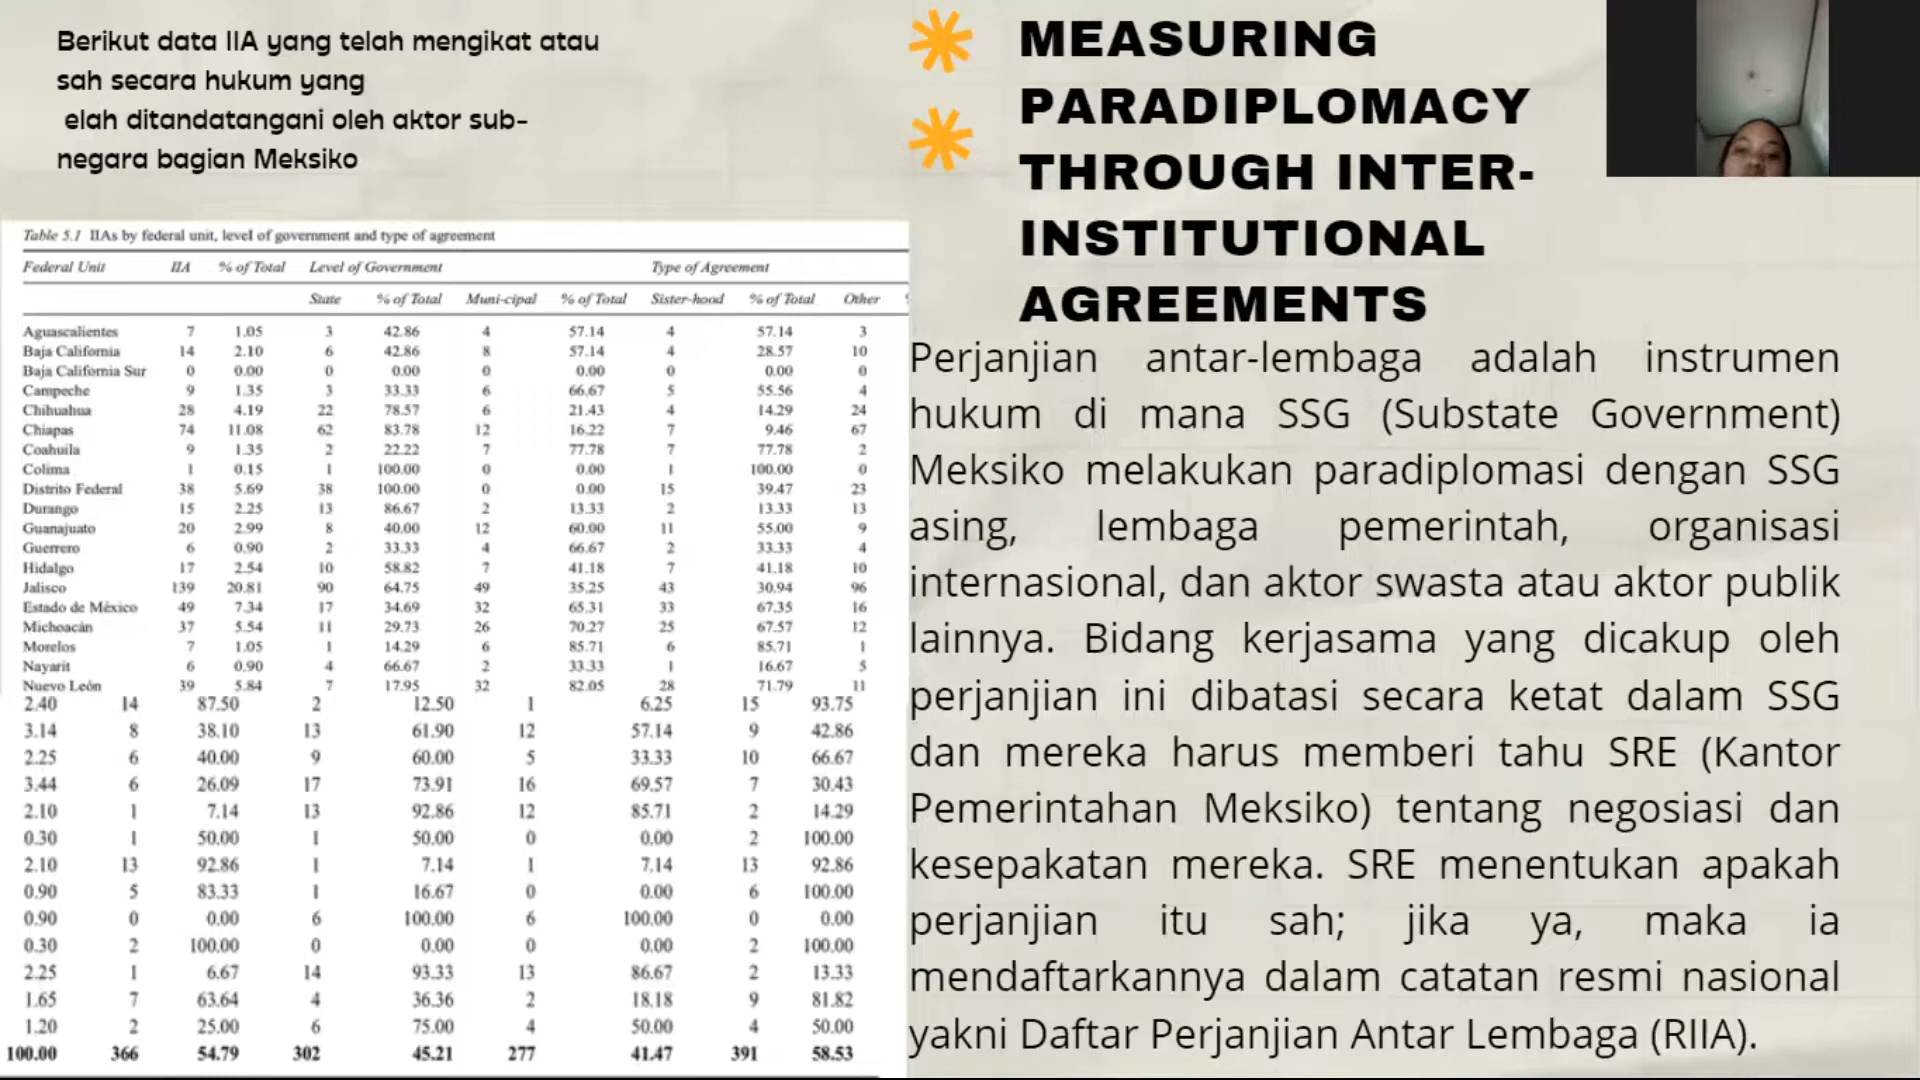 Berikut data IIA yang telah mengikat atau
sah secara hukum yang
elah ditandatangani oleh aktor sub-
negara bagian Meksiko
Table 5.1 IIAs by federal unit, level of government and type of agreement
Federal Unit IIA % of Total Level of Government Type of Agreement
State % of Total Muni-cipal % of Total Sister-hood % of Total Other
Aguascalientes 7 1.05 3 42.86 4 57.14 4 57.14 3
Baja California 14 2.10 6 42.86 8 57.14 4 28.57 10
Baja California Sur 0 0.00 0 0.00 0 0.00 0 0.00 0
Campeche 9 1.35 3 33.33 6 66.67 5 55.56 4
Chihuahua 28 4.19 22 78.57 6 21.43 4 14.29 24
Chiapas 74 11.08 62 83.78 12 16.22 7 9.46 67
Coahuila 9 1.35 2 22.22 7 77.78 7 77.78 2
Colima 1 0.15 1 100.00 0 0.00 1 100.00 0
Distrito Federal 38 5.69 38 100.00 0 0.00 15 39.47 23
Durango 15 2.25 13 86.67 2 13.33 2 13.33 13
Guanajuato 20 2.99 8 40.00 12 60.00 11 55.00 9
Guerrero 6 0.90 2 33.33 4 66.67 2 33.33 4
Hidalgo 17 2.54 10 58.82 7 41.18 7 41.18 10
Jalisco 139 20.81 90 64.75 49 35.25 43 30.94 96
Estado de México 49 7.34 17 34.69 32 65.31 33 67.35 16
Michoacán 37 5.54 11 29.73 26 70.27 25 67.57 12
Morelos 7 1.05 1 14.29 6 85.71 6 85.71 1
Nayarit 6 0.90 4 66.67 2 33.33 1 16.67 5
Nuevo León 39 5.84 7 17.95 32 82.05 28 71.79 11
2.40 14 87.50 2 12.50 1 6.25 15 93.75
3.14 8 38.10 13 61.90 12 57.14 9 42.86
2.25 6 40.00 9 60.00 5 33.33 10 66.67
3.44 6 26.09 17 73.91 16 69.57 7 30.43
2.10 1 7.14 13 92.86 12 85.71 2 14.29
0.30 1 50.00 1 50.00 0 0.00 2 100.00
2.10 13 92.86 1 7.14 1 7.14 13 92.86
0.90 5 83.33 1 16.67 0 0.00 6 100.00
0.90 0 0.00 6 100.00 6 100.00 0 0.00
0.30 2 100.00 0 0.00 0 0.00 2 100.00
2.25 1 6.67 14 93.33 13 86.67 2 13.33
1.65 7 63.64 4 36.36 2 18.18 9 81.82
1.20 2 25.00 6 75.00 4 50.00 4 50.00
100.00 366 54.79 302 45.21 277 41.47 391 58.53
MEASURING
PARADIPLOMACY
THROUGH INTER-
INSTITUTIONAL
AGREEMENTS
Perjanjian antar-lembaga adalah instrumen
hukum di mana SSG (Substate Government)
Meksiko melakukan paradiplomasi dengan SSG
asing, lembaga pemerintah, organisasi
internasional, dan aktor swasta atau aktor publik
lainnya. Bidang kerjasama yang dicakup oleh
perjanjian ini dibatasi secara ketat dalam SSG
dan mereka harus memberi tahu SRE (Kantor
Pemerintahan Meksiko) tentang negosiasi dan
kesepakatan mereka. SRE menentukan apakah
perjanjian itu sah; jika ya, maka ia
mendaftarkannya dalam catatan resmi nasional
yakni Daftar Perjanjian Antar Lembaga (RIIA).